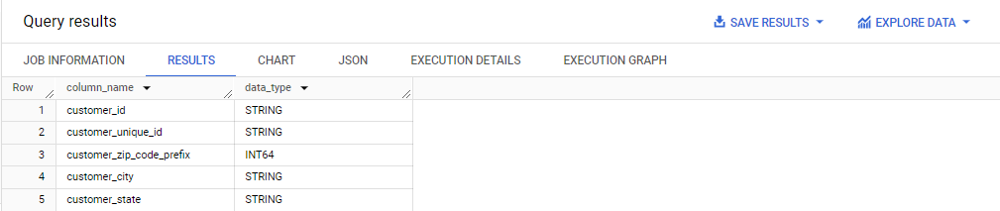 Query results SAVE RESULTS EXPLORE DATA
JOB INFORMATION RESULTS CHART JSON EXECUTION DETAILS EXECUTION GRAPH
Row column_name data_type
1 customer_id STRING
2 customer_unique_id STRING
3 customer_zip_code_prefix INT64
4 customer_city STRING
5 customer_state STRING